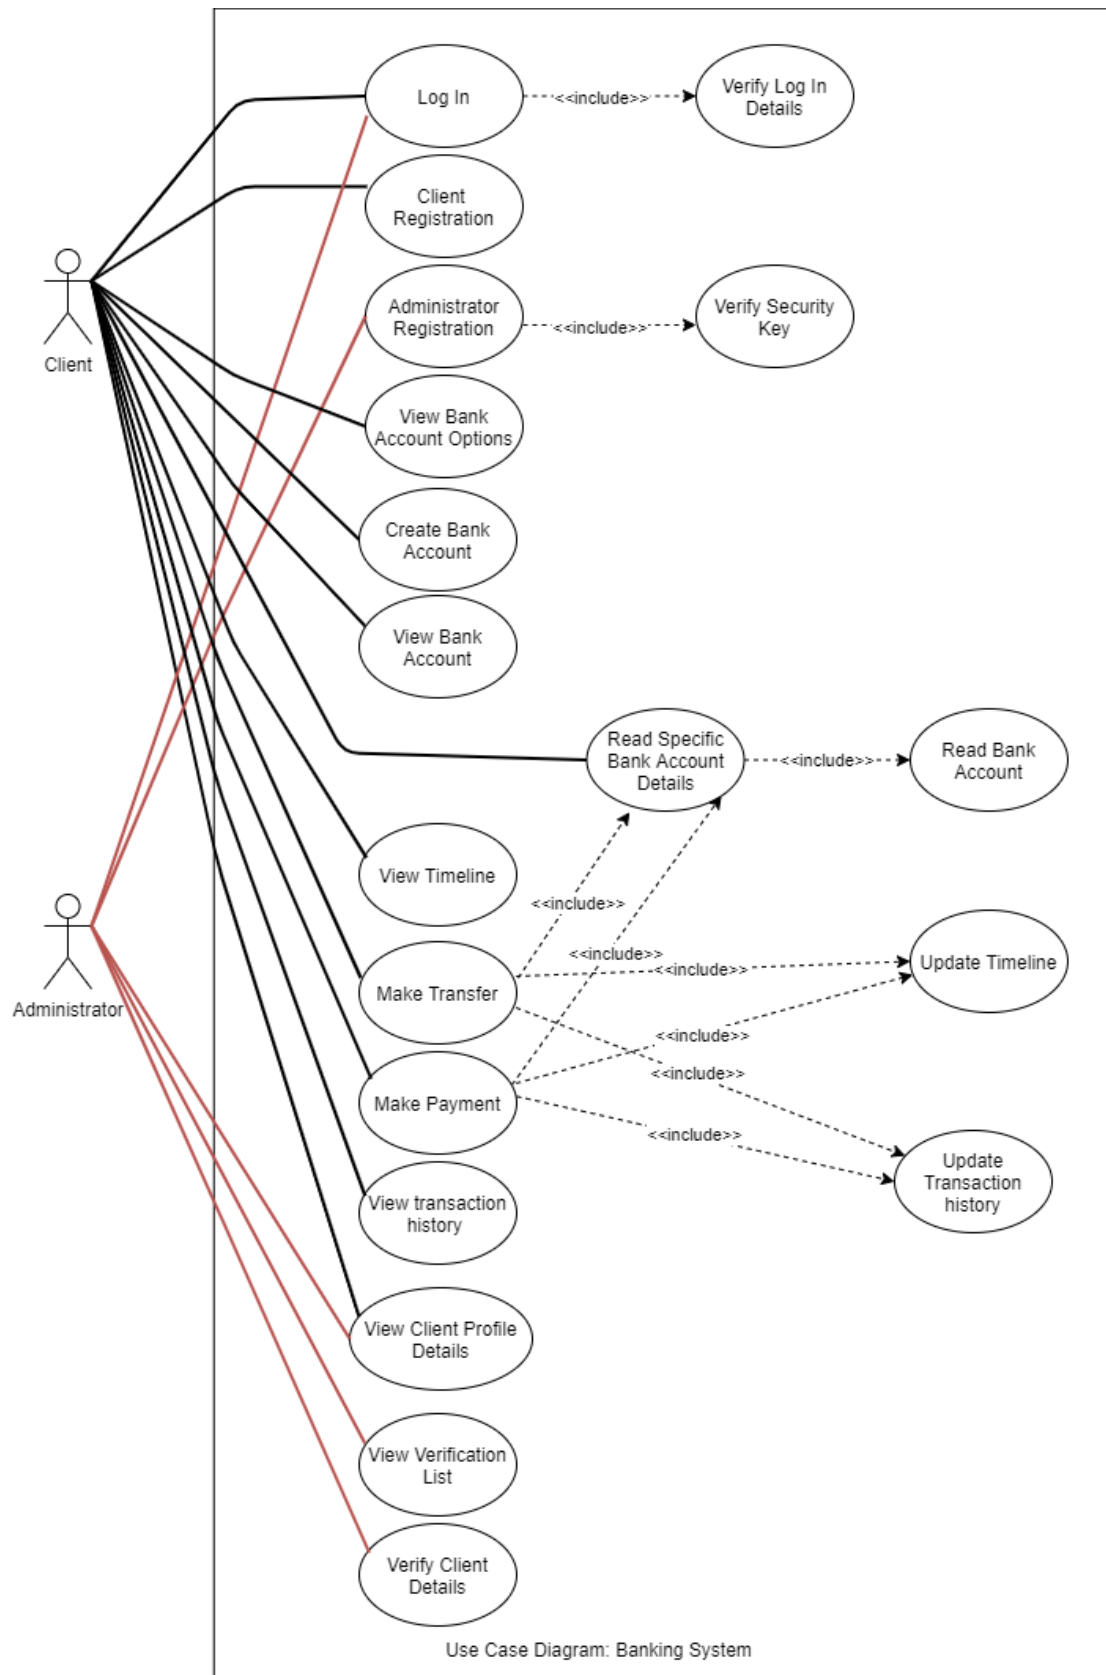 Log In
<<include>>
Verify Log In
Details
Client
Registration
Administrator
Registration
<<include>>
Verify Security
Key
Client
View Bank
Account Options
Create Bank
Account
View Bank
Account
Read Specific
Bank Account
Details
<<include>>
Read Bank
Account
View Timeline
<<include>>
<<include>>
<<include>>
Update Timeline
Make Transfer
Administrator
<<include>>
<<include>>
Make Payment
<<include>>
Update
Transaction
history
View transaction
history
View Client Profile
Details
View Verification
List
Verify Client
Details
Use Case Diagram: Banking System